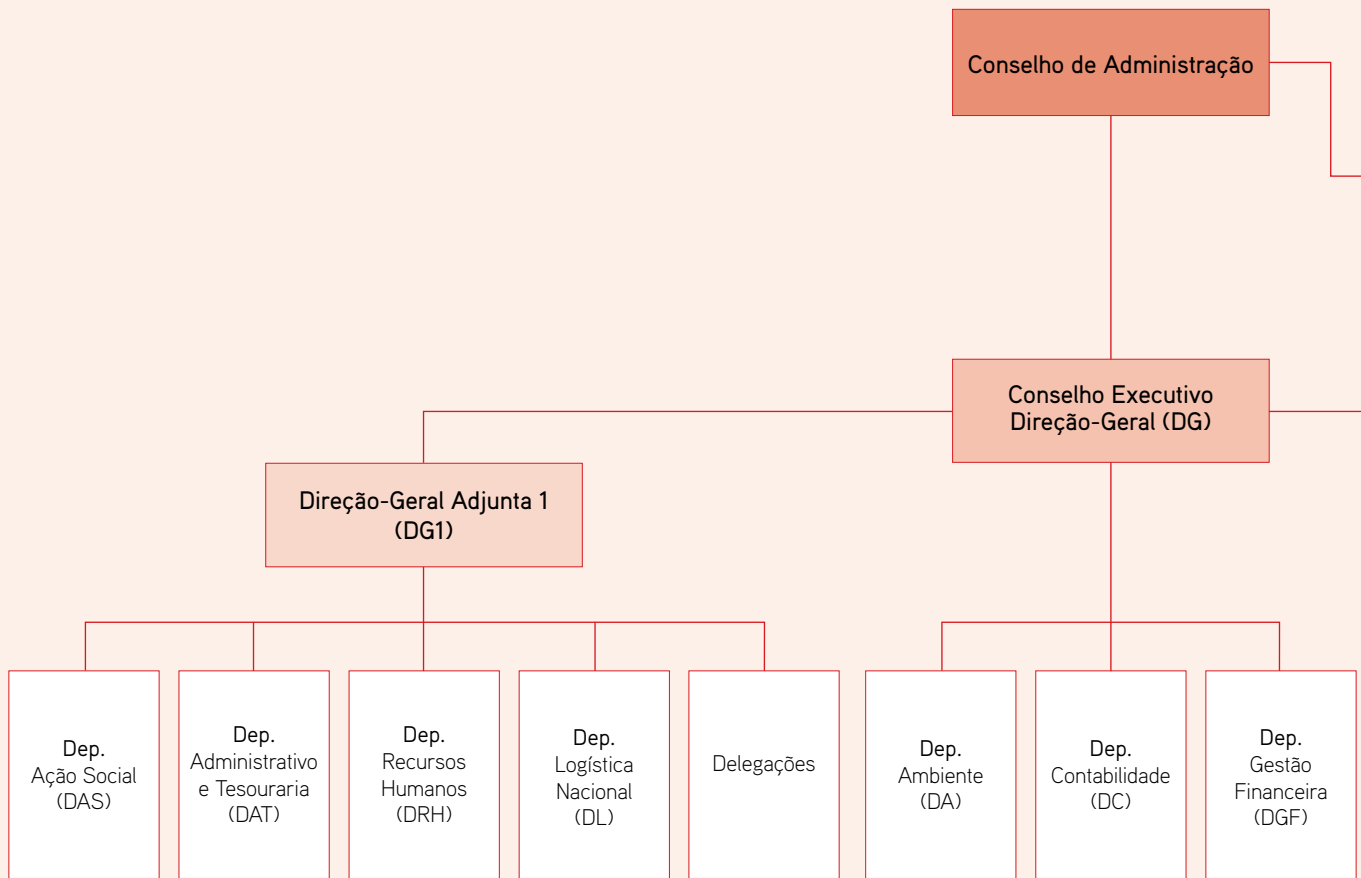 Conselho de Administração
Conselho Executivo
Direção-Geral (DG)
Direção-Geral Adjunta 1
(DG1)
Dep.
Ação Social
(DAS)
Dep.
Administrativo
e Tesouraria
(DAT)
Dep.
Recursos
Humanos
(DRH)
Dep.
Logística
Nacional
(DL)
Delegações
Dep.
Ambiente
(DA)
Dep.
Contabilidade
(DC)
Dep.
Gestão
Financeira
(DGF)